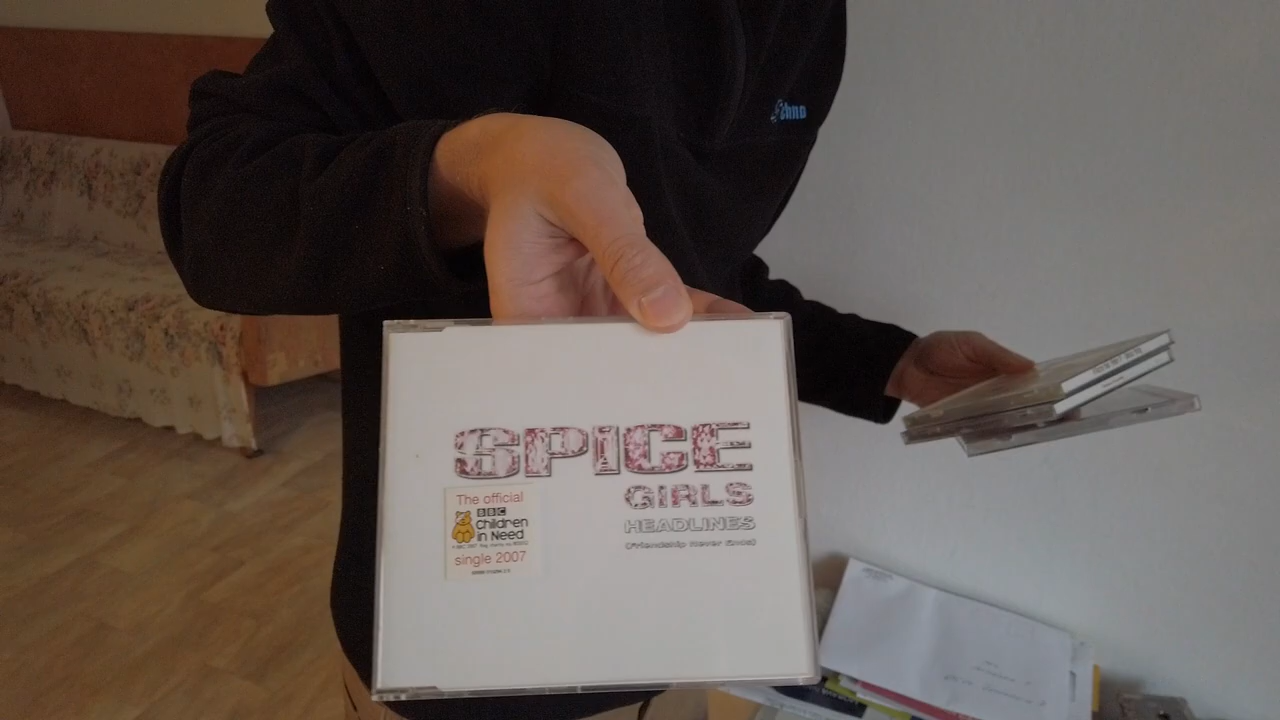 SPICE
GIRLS
HEADLINES
(Friendship Never Ends)
The official
BBC
Children
in Need
single 2007